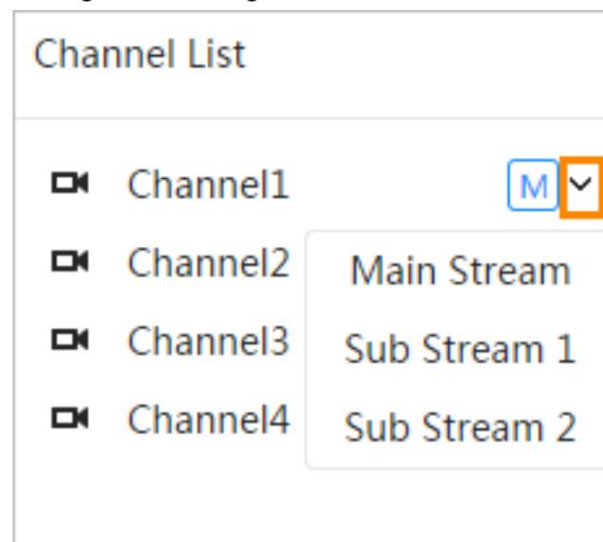 Channel List
Channel1 M
Channel2
Main Stream
Channel3
Sub Stream 1
Channel4
Sub Stream 2